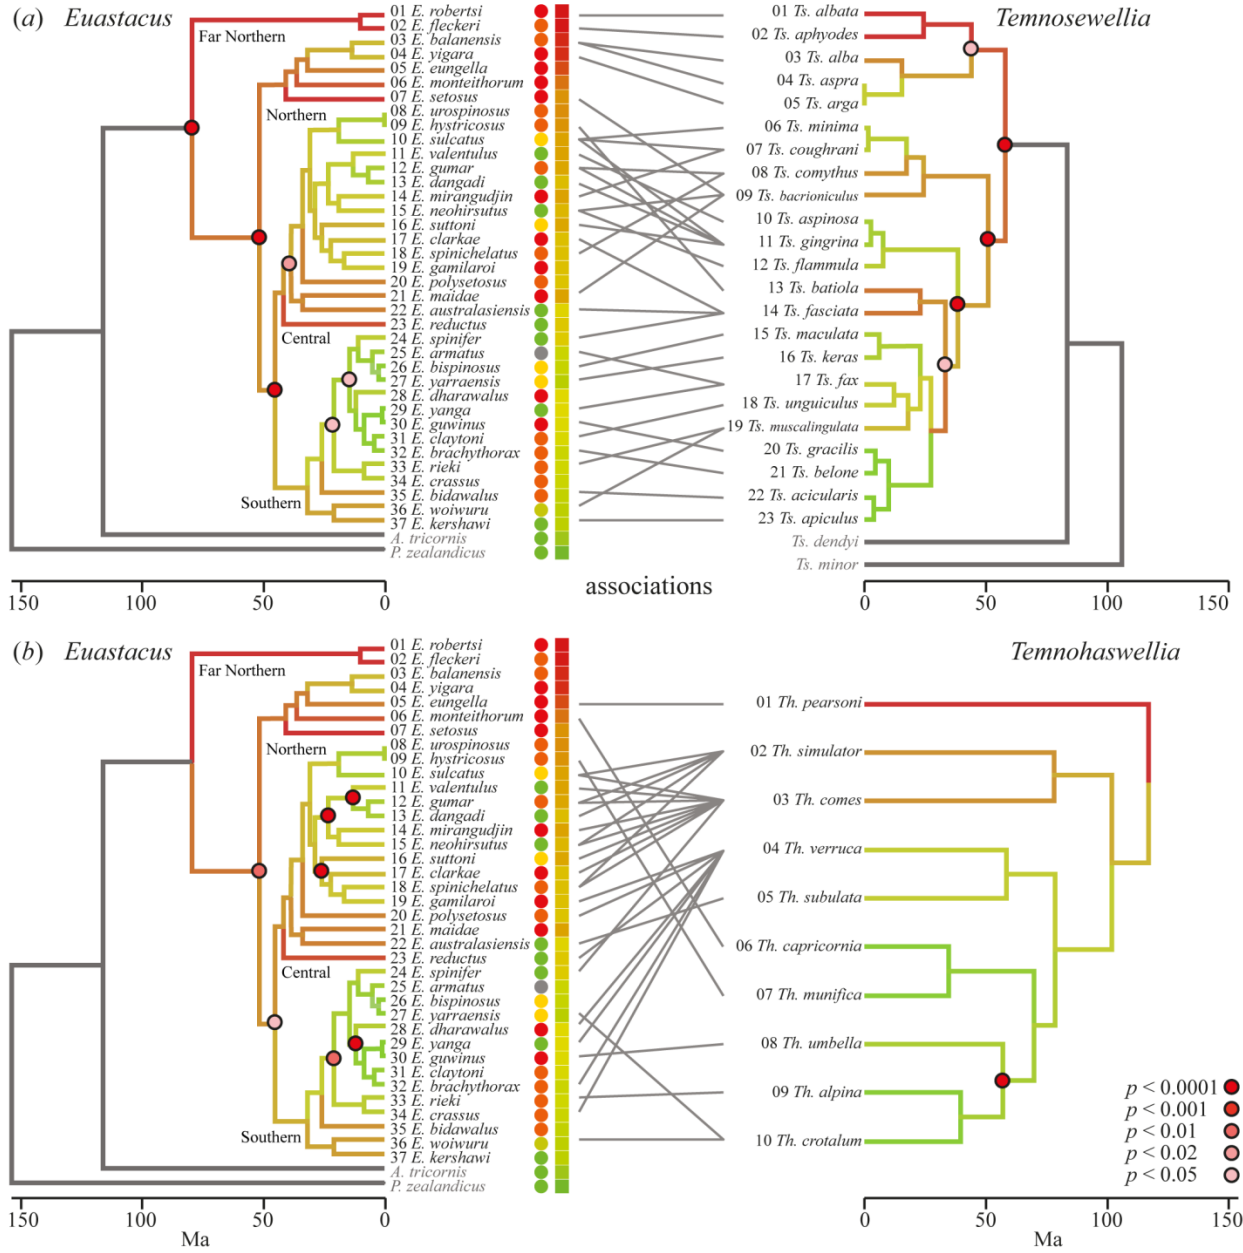 (a) Euastacus
Temnosewellia
Far Northern
Northern
Central
Southern
01 E. robertsi
02 E. fleckeri
03 E. balanensis
04 E. yigara
05 E. eungella
06 E. monteithorum
07 E. setosus
08 E. urospinosus
09 E. hystricosus
10 E. sulcatus
11 E. valentulus
12 E. gumar
13 E. dangadi
14 E. mirangudjin
15 E. neohirsutus
16 E. suttoni
17 E. clarkae
18 E. spinichelatus
19 E. gamilaroi
20 E. polysetosus
21 E. maidae
22 E. australasiensis
23 E. reductus
24 E. spinifer
25 E. armatus
26 E. bispinosus
27 E. yarraensis
28 E. dharawalus
29 E. yanga
30 E. guwinus
31 E. claytoni
32 E. brachythorax
33 E. rieki
34 E. crassus
35 E. bidawalus
36 E. woiwuru
37 E. kershawi
A. tricornis
P. zealandicus
01 Ts. albata
02 Ts. aphyodes
03 Ts. alba
04 Ts. aspra
05 Ts. arga
06 Ts. minima
07 Ts. coughrani
08 Ts. comythus
09 Ts. bacrioniculus
10 Ts. aspinosa
11 Ts. gingrina
12 Ts. flammula
13 Ts. batiola
14 Ts. fasciata
15 Ts. maculata
16 Ts. keras
17 Ts. fax
18 Ts. unguiculus
19 Ts. muscalingulata
20 Ts. gracilis
21 Ts. belone
22 Ts. acicularis
23 Ts. apiculus
Ts. dendyi
Ts. minor
150 100 50 0
associations
0 50 100 150
(b) Euastacus
Temnohaswellia
Far Northern
Northern
Central
Southern
01 E. robertsi
02 E. fleckeri
03 E. balanensis
04 E. yigara
05 E. eungella
06 E. monteithorum
07 E. setosus
08 E. urospinosus
09 E. hystricosus
10 E. sulcatus
11 E. valentulus
12 E. gumar
13 E. dangadi
14 E. mirangudjin
15 E. neohirsutus
16 E. suttoni
17 E. clarkae
18 E. spinichelatus
19 E. gamilaroi
20 E. polysetosus
21 E. maidae
22 E. australasiensis
23 E. reductus
24 E. spinifer
25 E. armatus
26 E. bispinosus
27 E. yarraensis
28 E. dharawalus
29 E. yanga
30 E. guwinus
31 E. claytoni
32 E. brachythorax
33 E. rieki
34 E. crassus
35 E. bidawalus
36 E. woiwuru
37 E. kershawi
A. tricornis
P. zealandicus
01 Th. pearsoni
02 Th. simulator
03 Th. comes
04 Th. verruca
05 Th. subulata
06 Th. capricornia
07 Th. munifica
08 Th. umbella
09 Th. alpina
10 Th. crotalum
p < 0.0001
p < 0.001
p < 0.01
p < 0.02
p < 0.05
150 100 50 0
Ma
0 50 100 150
Ma